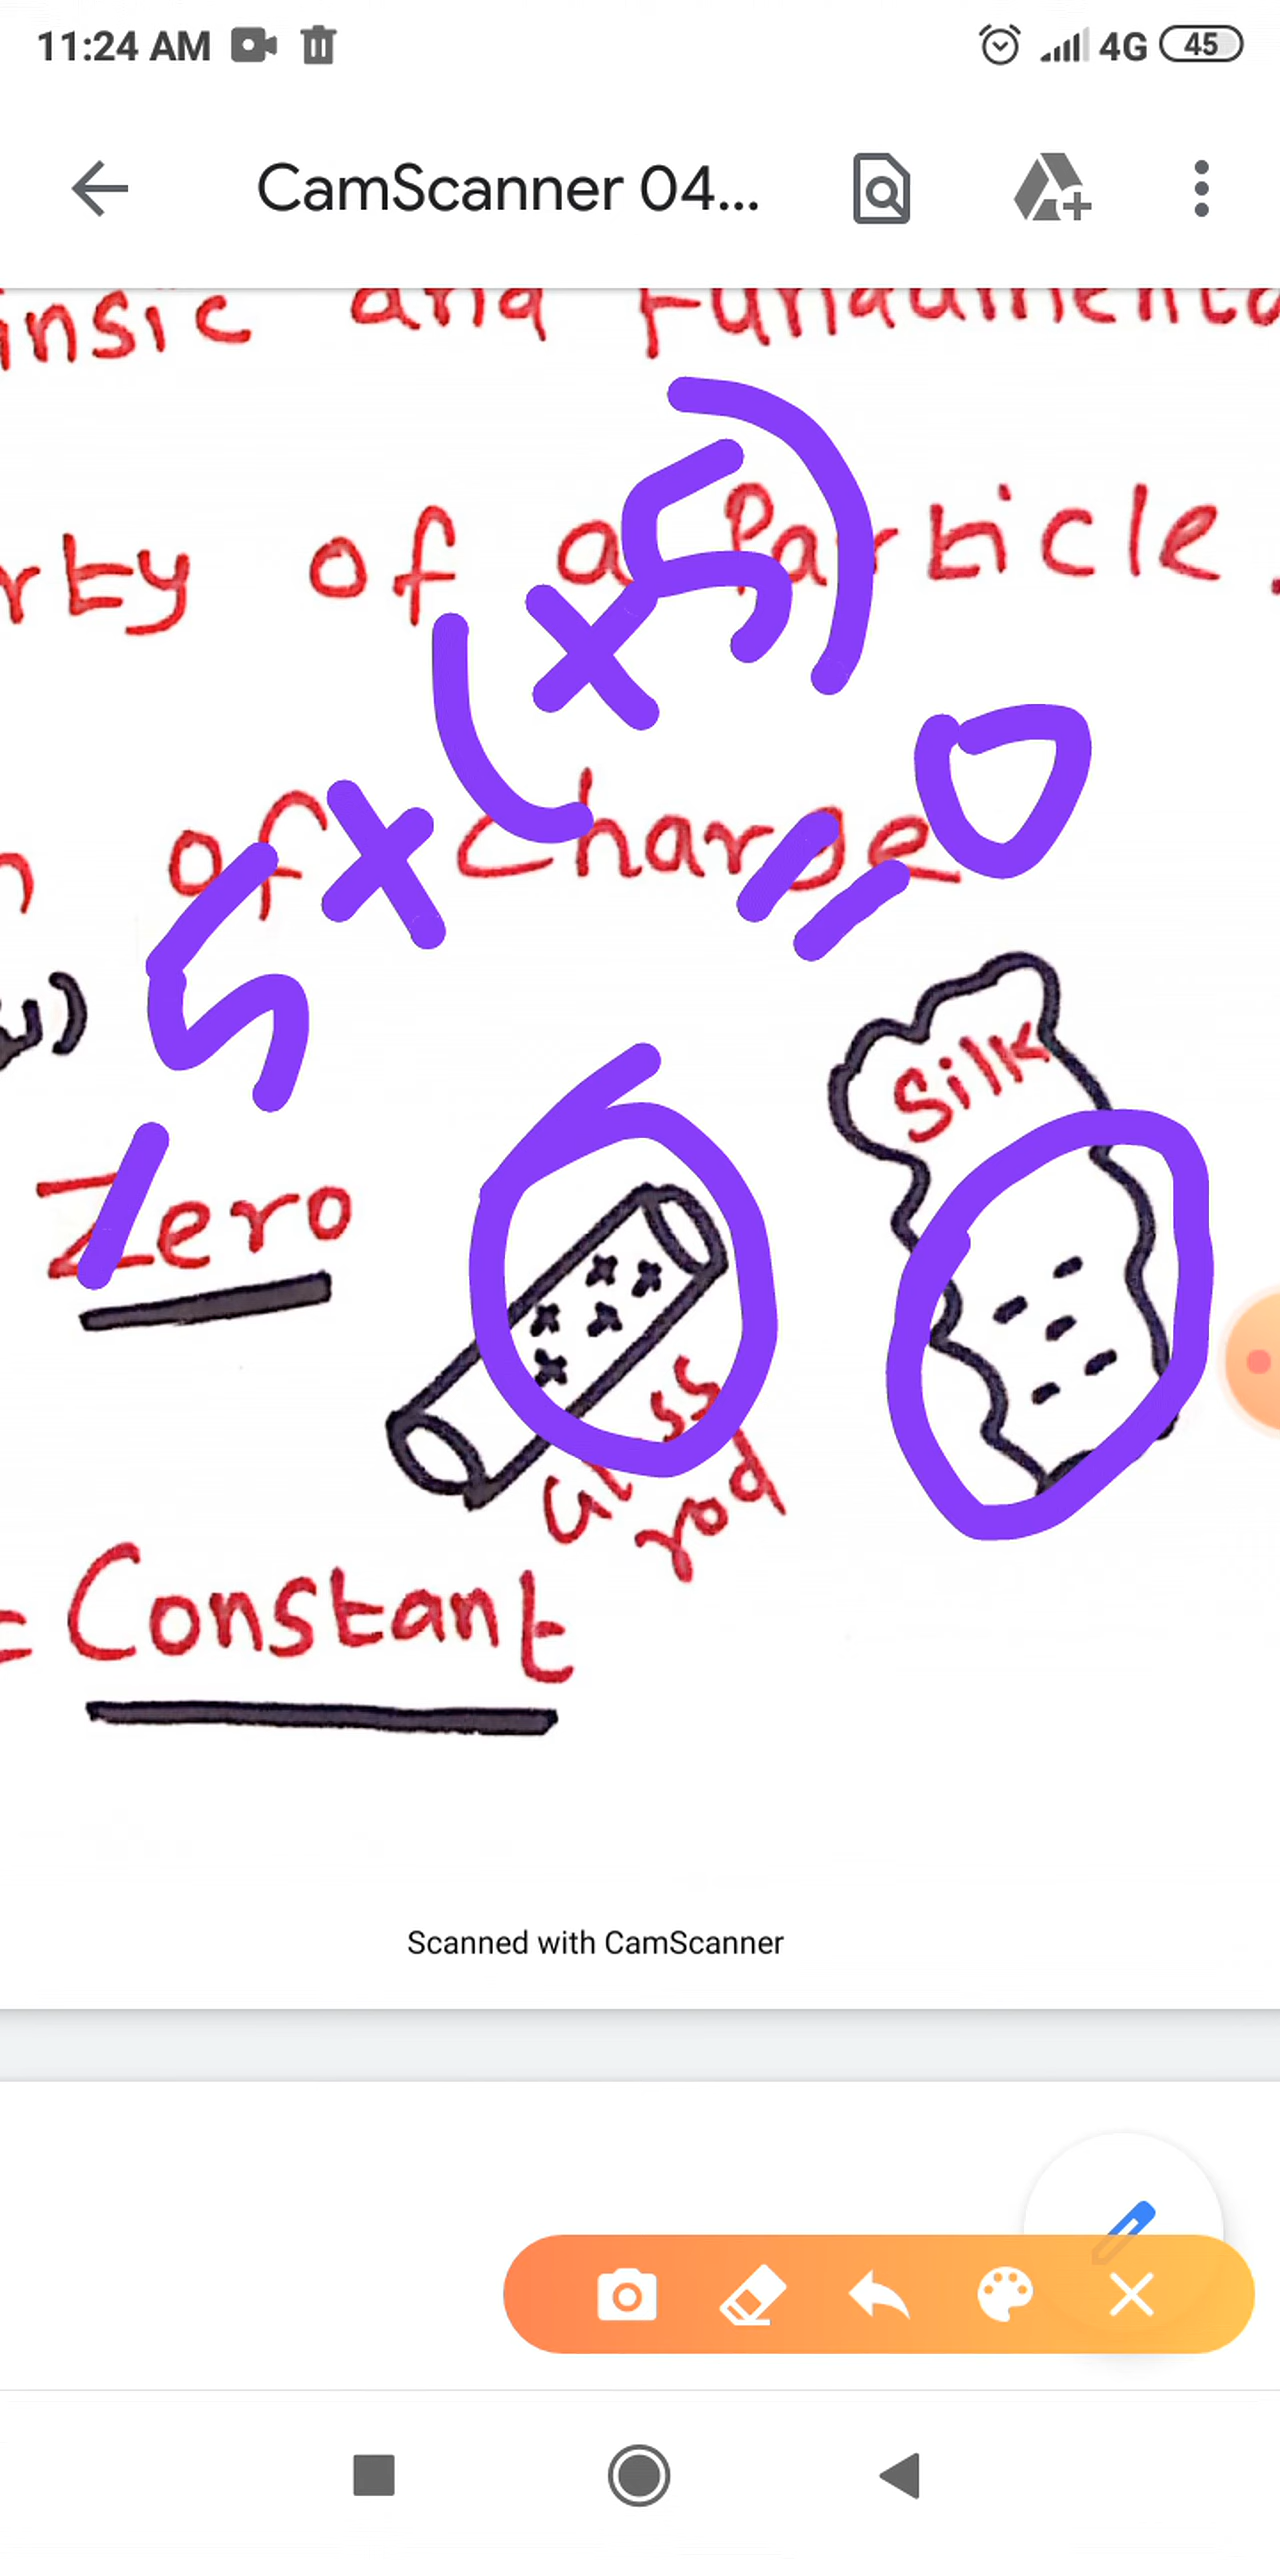 11:24 AM 4G 45
CamScanner 04...
insic and Fundamenta
rty of a Particle.
of Charge
(×5)
5× = 0
Silk
Zero
Glass
rod
= Constant
Scanned with CamScanner